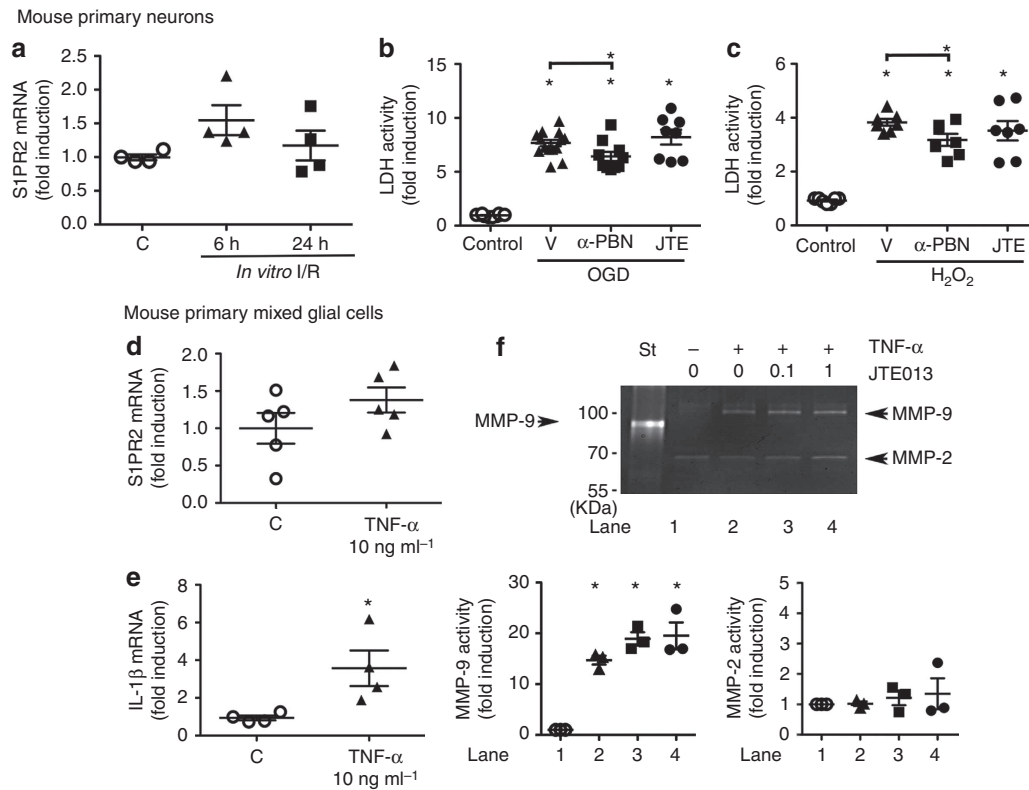 Mouse primary neurons
a
S1PR2 mRNA
(fold induction)
2.5
2.0
1.5
1.0
0.5
0.0
C
6 h
24 h
In vitro I/R
b
LDH activity
(fold induction)
15
10
5
0
*
*
*
*
Control
V
α-PBN
JTE
OGD
c
LDH activity
(fold induction)
6
4
2
0
*
*
*
*
Control
V
α-PBN
JTE
H₂O₂
Mouse primary mixed glial cells
d
S1PR2 mRNA
(fold induction)
2.0
1.5
1.0
0.5
0.0
C
TNF-α
10 ng ml⁻¹
f
St
– + + + TNF-α
0 0 0.1 1 JTE013
MMP-9
100 -
70 -
55 -
(KDa)
MMP-9
MMP-2
Lane 1 2 3 4
e
IL-1β mRNA
(fold induction)
8
6
4
2
0
*
C
TNF-α
10 ng ml⁻¹
MMP-9 activity
(fold induction)
30
20
10
0
* * *
Lane 1 2 3 4
MMP-2 activity
(fold induction)
5
4
3
2
1
0
Lane 1 2 3 4